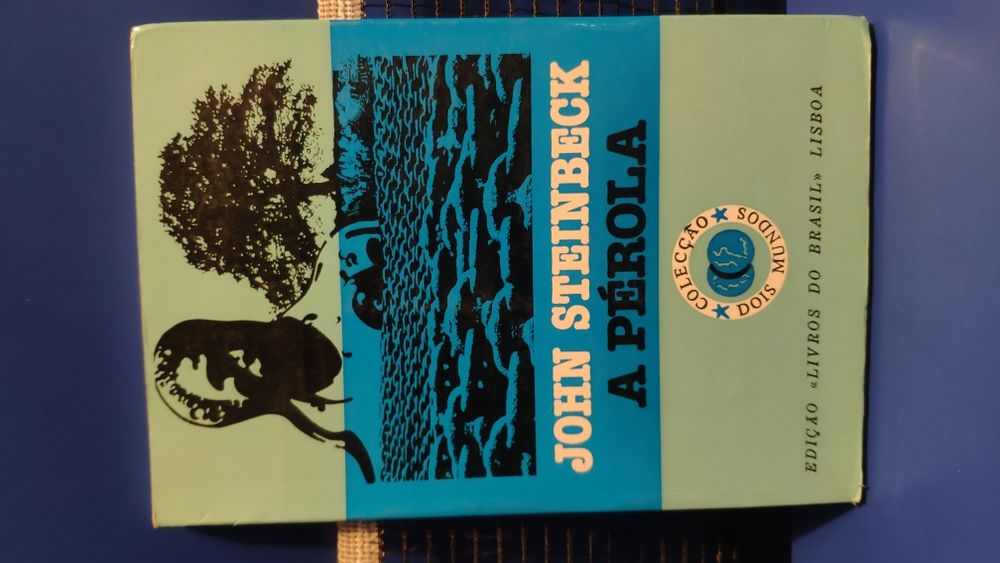 JOHN STEINBECK
A PÉROLA
COLECÇÃO
DOIS MUNDOS
EDIÇÃO «LIVROS DO BRASIL» LISBOA